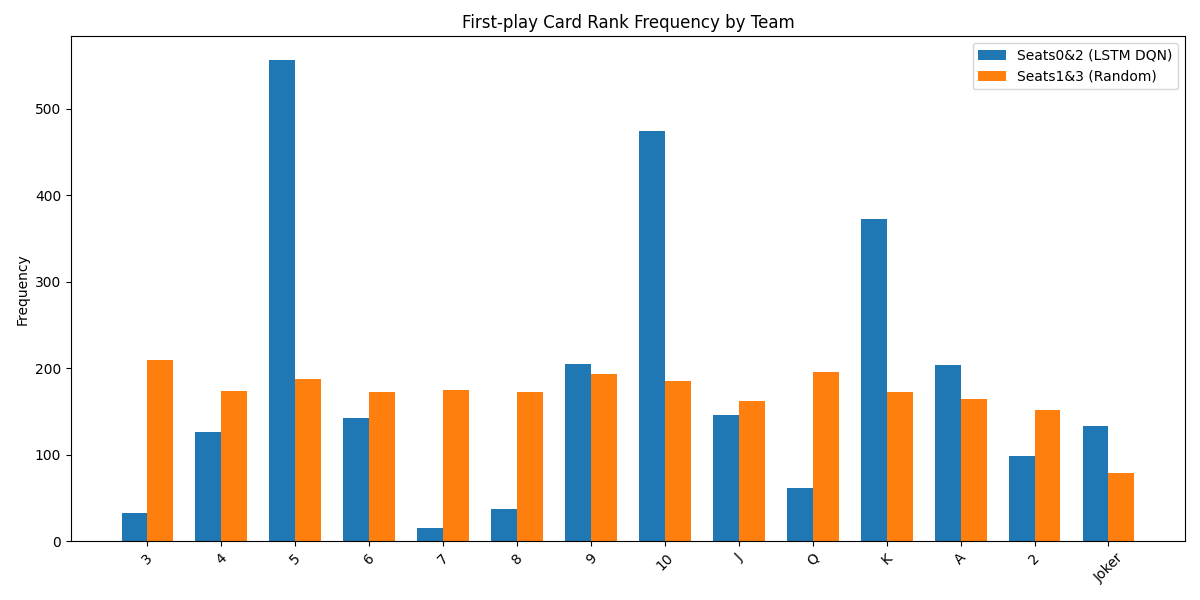 First-play Card Rank Frequency by Team
Seats0&2 (LSTM DQN)
Seats1&3 (Random)
Frequency
500
400
300
200
100
0
3 4 5 6 7 8 9 10 J Q K A 2 Joker